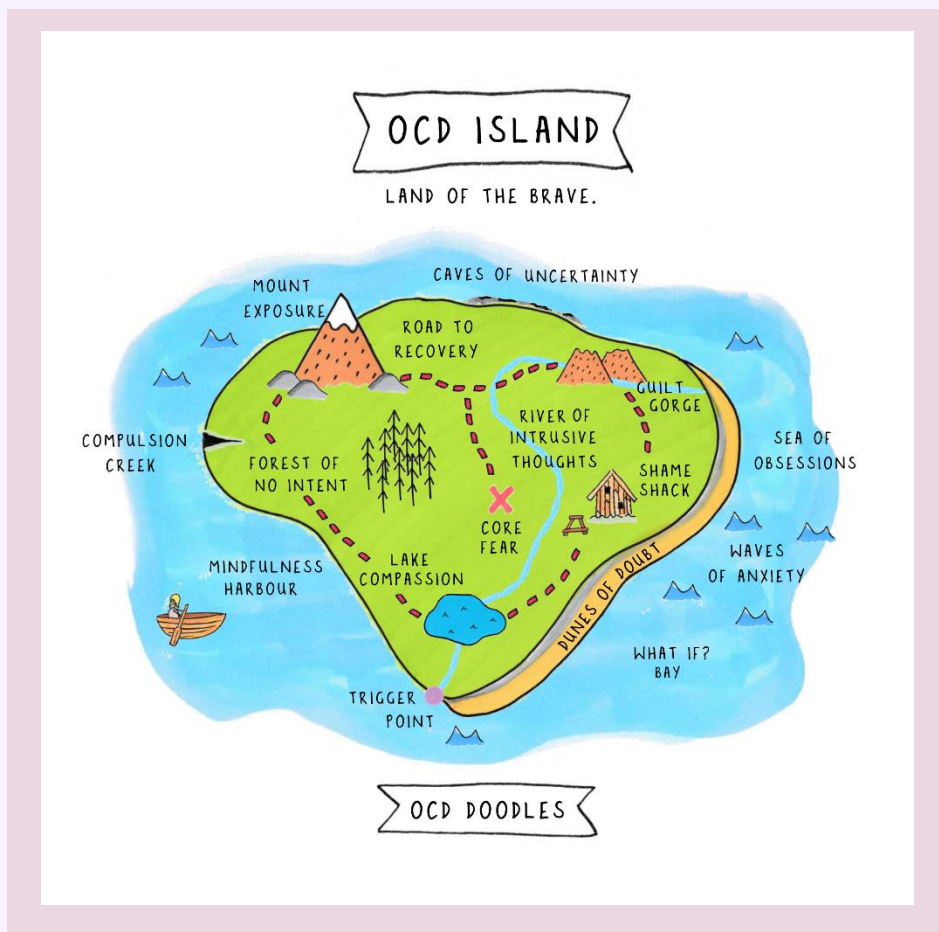 OCD ISLAND
LAND OF THE BRAVE.
CAVES OF UNCERTAINTY
MOUNT
EXPOSURE
ROAD TO
RECOVERY
GUILT
GORGE
RIVER OF
INTRUSIVE
THOUGHTS
COMPULSION
CREEK
FOREST OF
NO INTENT
SHAME
SHACK
SEA OF
OBSESSIONS
CORE
FEAR
MINDFULNESS
HARBOUR
LAKE
COMPASSION
DUNES OF DOUBT
WAVES
OF ANXIETY
WHAT IF?
BAY
TRIGGER
POINT
OCD DOODLES